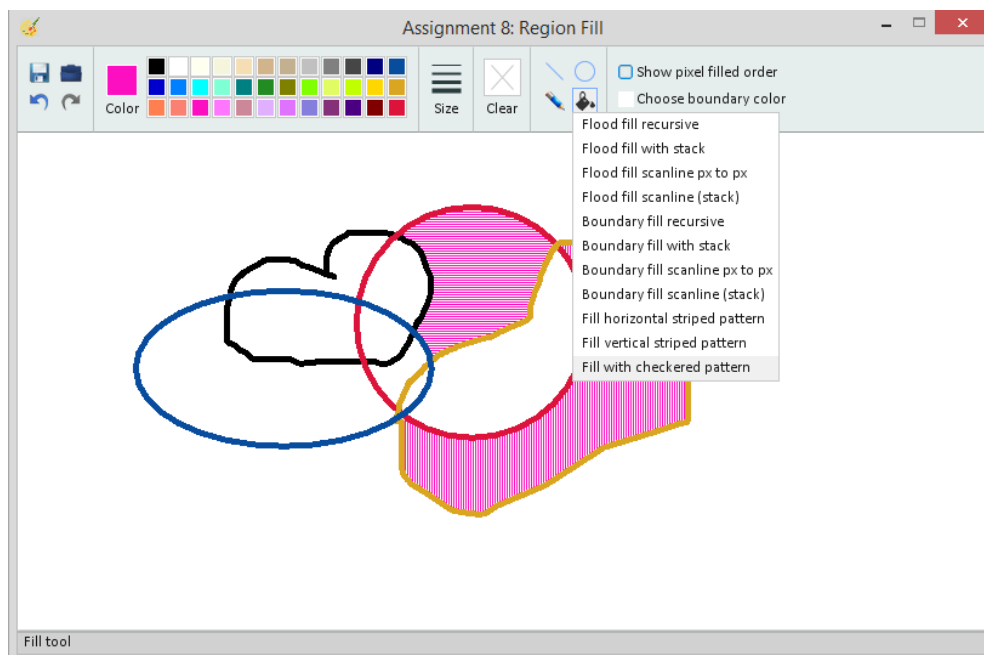 Assignment 8: Region Fill
Color
Size
Clear
Show pixel filled order
Choose boundary color
Flood fill recursive
Flood fill with stack
Flood fill scanline px to px
Flood fill scanline (stack)
Boundary fill recursive
Boundary fill with stack
Boundary fill scanline px to px
Boundary fill scanline (stack)
Fill horizontal striped pattern
Fill vertical striped pattern
Fill with checkered pattern
Fill tool